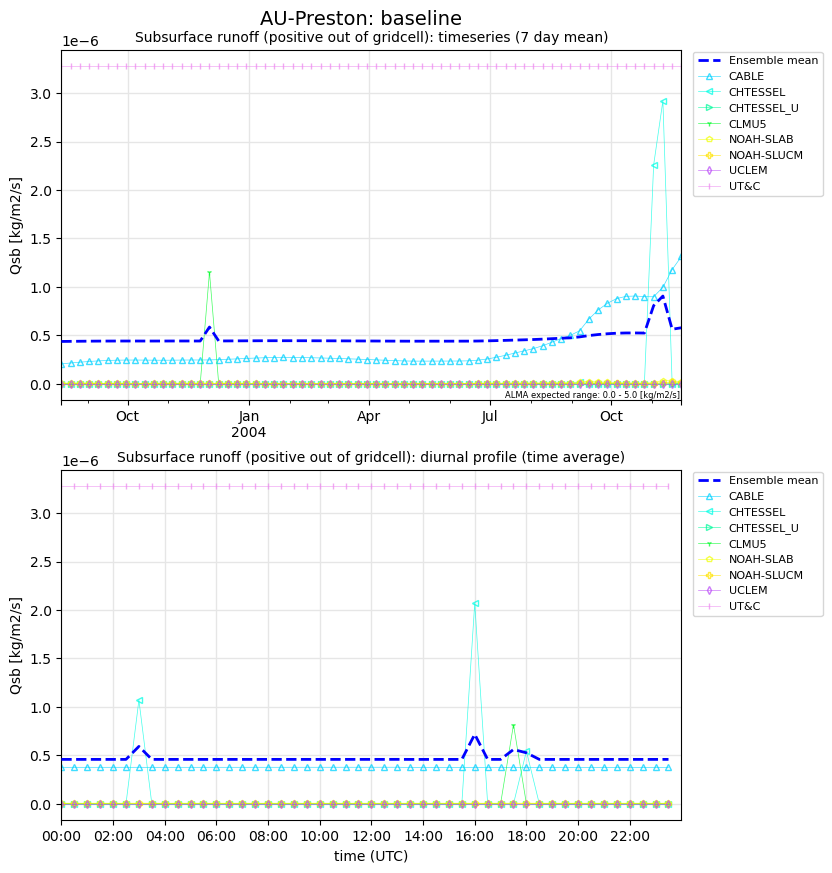 AU-Preston: baseline
Subsurface runoff (positive out of gridcell): timeseries (7 day mean)
1e−6
3.0
2.5
2.0
1.5
1.0
0.5
0.0
Qsb [kg/m2/s]
Oct
Jan
2004
Apr
Jul
Oct
ALMA expected range: 0.0 - 5.0 [kg/m2/s]
Ensemble mean
CABLE
CHTESSEL
CHTESSEL_U
CLMU5
NOAH-SLAB
NOAH-SLUCM
UCLEM
UT&C
Subsurface runoff (positive out of gridcell): diurnal profile (time average)
1e−6
3.0
2.5
2.0
1.5
1.0
0.5
0.0
Qsb [kg/m2/s]
00:00 02:00 04:00 06:00 08:00 10:00 12:00 14:00 16:00 18:00 20:00 22:00
time (UTC)
Ensemble mean
CABLE
CHTESSEL
CHTESSEL_U
CLMU5
NOAH-SLAB
NOAH-SLUCM
UCLEM
UT&C